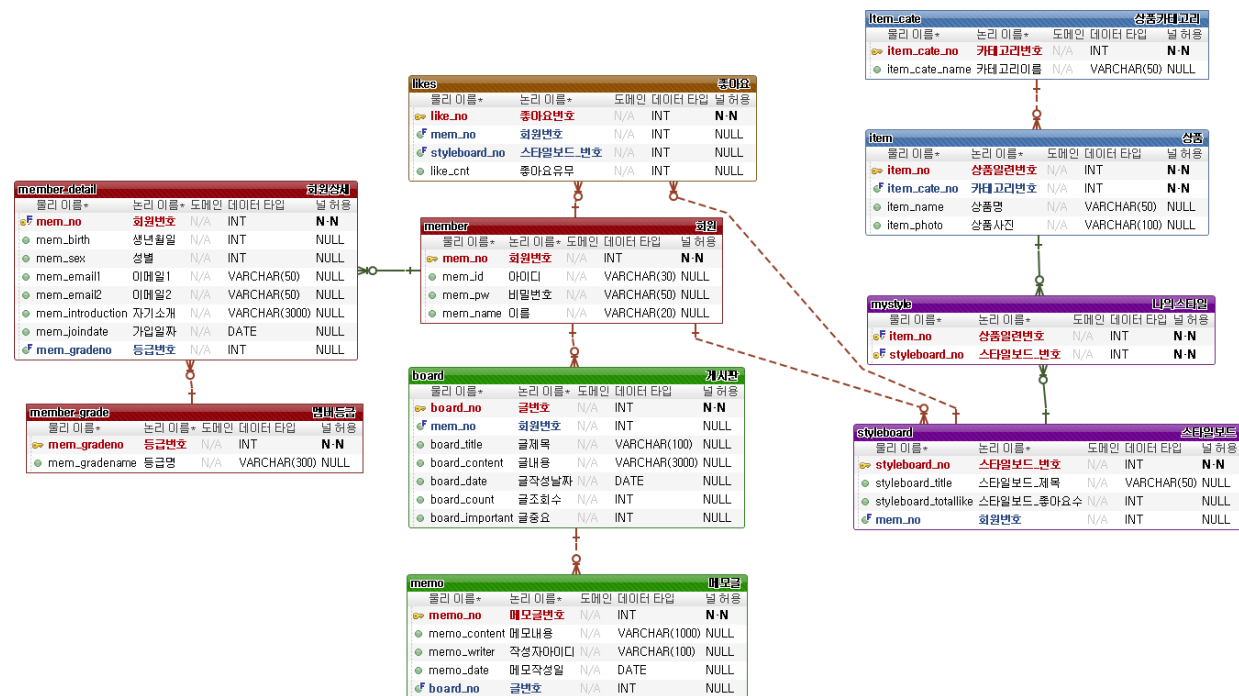 Item_cate 상품카테고리
물리 이름* 논리 이름* 도메인 데이터 타입 널 허용
item_cate_no 카테고리번호 N/A INT N-N
item_cate_name 카테고리이름 N/A VARCHAR(50) NULL
likes 좋아요
물리 이름* 논리 이름* 도메인 데이터 타입 널 허용
like_no 좋아요번호 N/A INT N-N
mem_no 회원번호 N/A INT NULL
styleboard_no 스타일보드_번호 N/A INT NULL
like_cnt 좋아요유무 N/A INT NULL
item 상품
물리 이름* 논리 이름* 도메인 데이터 타입 널 허용
item_no 상품일련번호 N/A INT N-N
item_cate_no 카테고리번호 N/A INT N-N
item_name 상품명 N/A VARCHAR(50) NULL
item_photo 상품사진 N/A VARCHAR(100) NULL
member_detail 회원상세
물리 이름* 논리 이름* 도메인 데이터 타입 널 허용
mem_no 회원번호 N/A INT N-N
mem_birth 생년월일 N/A INT NULL
mem_sex 성별 N/A INT NULL
mem_email1 이메일1 N/A VARCHAR(50) NULL
mem_email2 이메일2 N/A VARCHAR(50) NULL
mem_introduction 자기소개 N/A VARCHAR(3000) NULL
mem_joindate 가입일짜 N/A DATE NULL
mem_gradeno 등급번호 N/A INT NULL
member 회원
물리 이름* 논리 이름* 도메인 데이터 타입 널 허용
mem_no 회원번호 N/A INT N-N
mem_id 아이디 N/A VARCHAR(30) NULL
mem_pw 비밀번호 N/A VARCHAR(50) NULL
mem_name 이름 N/A VARCHAR(20) NULL
mystyle 나의스타일
물리 이름* 논리 이름* 도메인 데이터 타입 널 허용
item_no 상품일련번호 N/A INT N-N
styleboard_no 스타일보드_번호 N/A INT N-N
member_grade 멤버등급
물리 이름* 논리 이름* 도메인 데이터 타입 널 허용
mem_gradeno 등급번호 N/A INT N-N
mem_gradename 등급명 N/A VARCHAR(300) NULL
board 게시판
물리 이름* 논리 이름* 도메인 데이터 타입 널 허용
board_no 글번호 N/A INT N-N
mem_no 회원번호 N/A INT NULL
board_title 글제목 N/A VARCHAR(100) NULL
board_content 글내용 N/A VARCHAR(3000) NULL
board_date 글작성날짜 N/A DATE NULL
board_count 글조회수 N/A INT NULL
board_important 글중요 N/A INT NULL
styleboard 스타일보드
물리 이름* 논리 이름* 도메인 데이터 타입 널 허용
styleboard_no 스타일보드_번호 N/A INT N-N
styleboard_title 스타일보드_제목 N/A VARCHAR(50) NULL
styleboard_totallike 스타일보드_좋아요수 N/A INT NULL
mem_no 회원번호 N/A INT NULL
memo 메모글
물리 이름* 논리 이름* 도메인 데이터 타입 널 허용
memo_no 메모글번호 N/A INT N-N
memo_content 메모내용 N/A VARCHAR(1000) NULL
memo_writer 작성자아이디 N/A VARCHAR(100) NULL
memo_date 메모작성일 N/A DATE NULL
board_no 글번호 N/A INT NULL